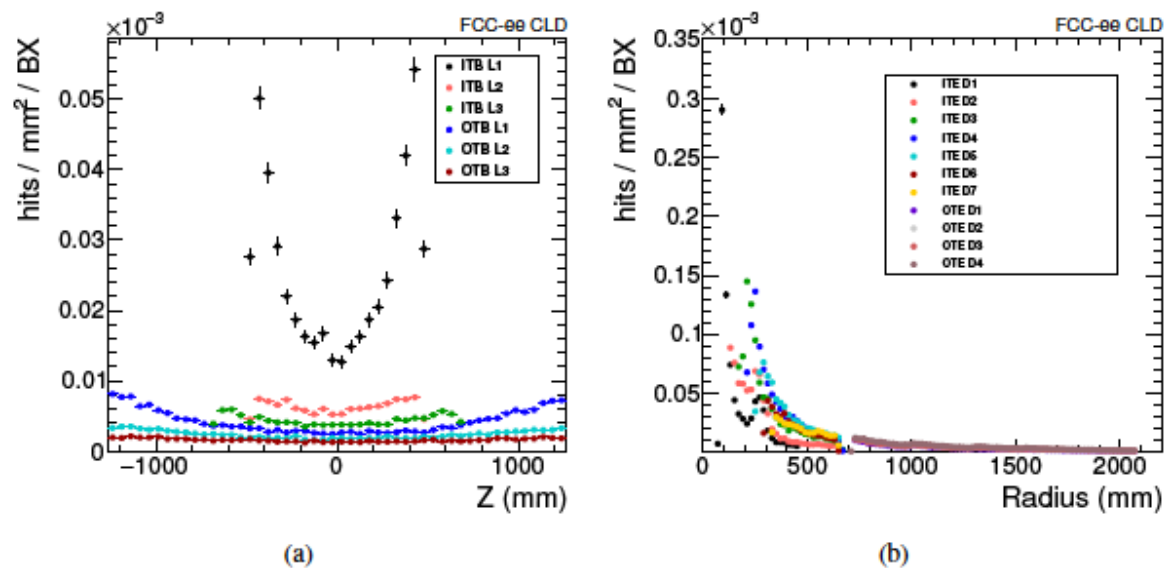 ×10⁻³
FCC-ee CLD
hits / mm² / BX
0.05
0.04
0.03
0.02
0.01
0
ITB L1
ITB L2
ITB L3
OTB L1
OTB L2
OTB L3
−1000
0
1000
Z (mm)
(a)
×10⁻³
FCC-ee CLD
hits / mm² / BX
0.35
0.3
0.25
0.2
0.15
0.1
0.05
0
ITE D1
ITE D2
ITE D3
ITE D4
ITE D5
ITE D6
ITE D7
OTE D1
OTE D2
OTE D3
OTE D4
0
500
1000
1500
2000
Radius (mm)
(b)